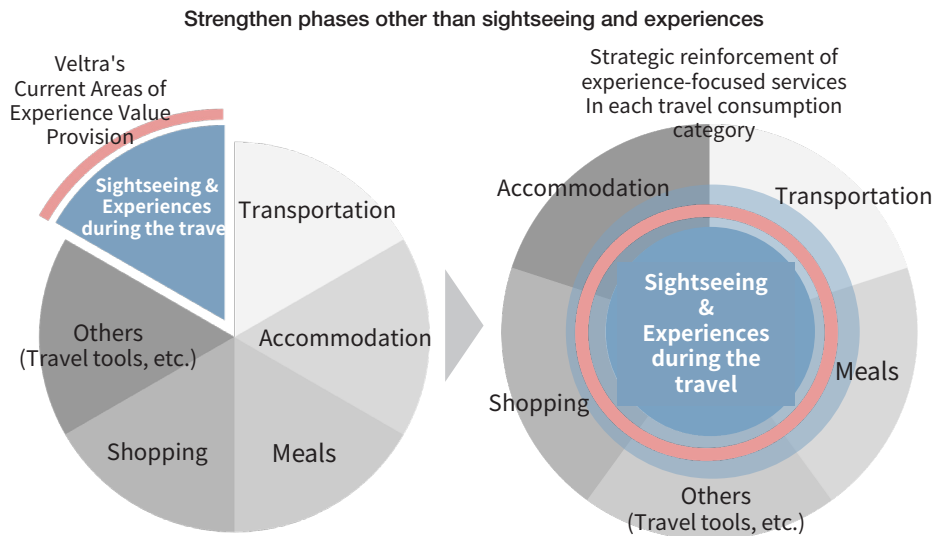 Strengthen phases other than sightseeing and experiences
Veltra's
Current Areas of
Experience Value
Provision
Sightseeing &
Experiences
during the trave
Transportation
Accommodation
Meals
Shopping
Others
(Travel tools, etc.)
Strategic reinforcement of
experience-focused services
In each travel consumption
category
Accommodation
Transportation
Sightseeing
&
Experiences
during the
travel
Meals
Shopping
Others
(Travel tools, etc.)